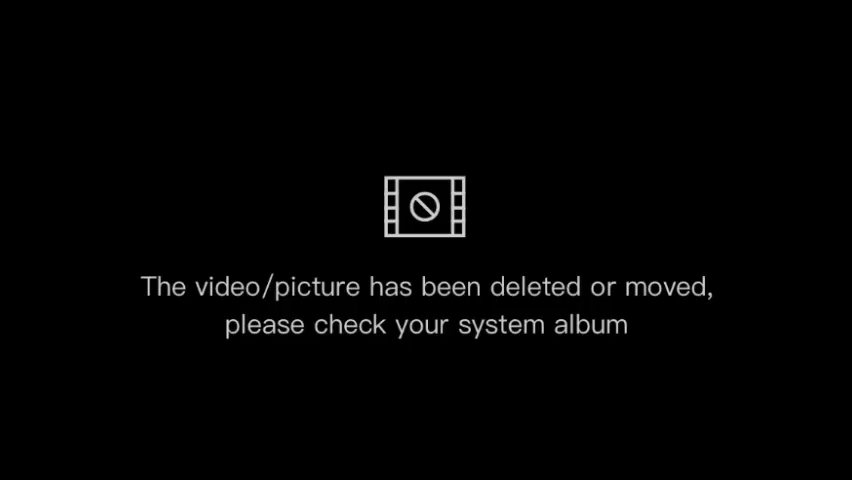 The video/picture has been deleted or moved,
please check your system album